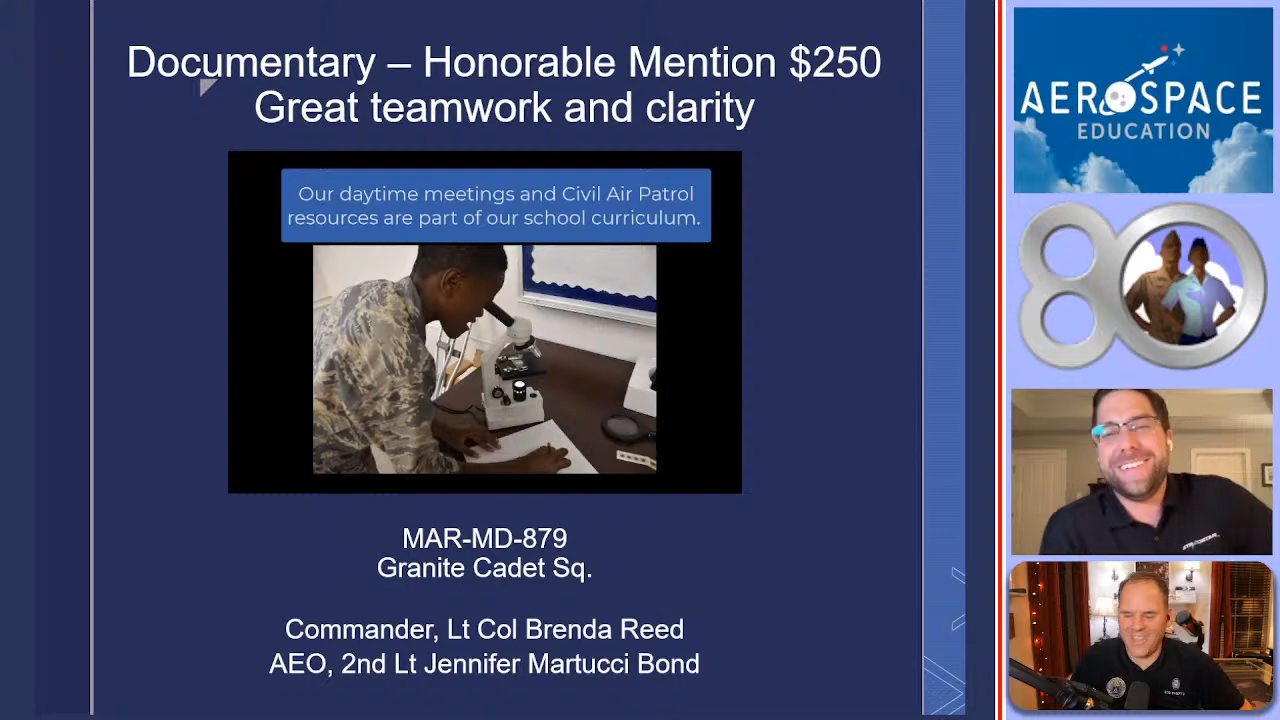 Documentary – Honorable Mention $250
Great teamwork and clarity
Our daytime meetings and Civil Air Patrol
resources are part of our school curriculum.
MAR-MD-879
Granite Cadet Sq.
Commander, Lt Col Brenda Reed
AEO, 2nd Lt Jennifer Martucci Bond
AEROSPACE
EDUCATION
80